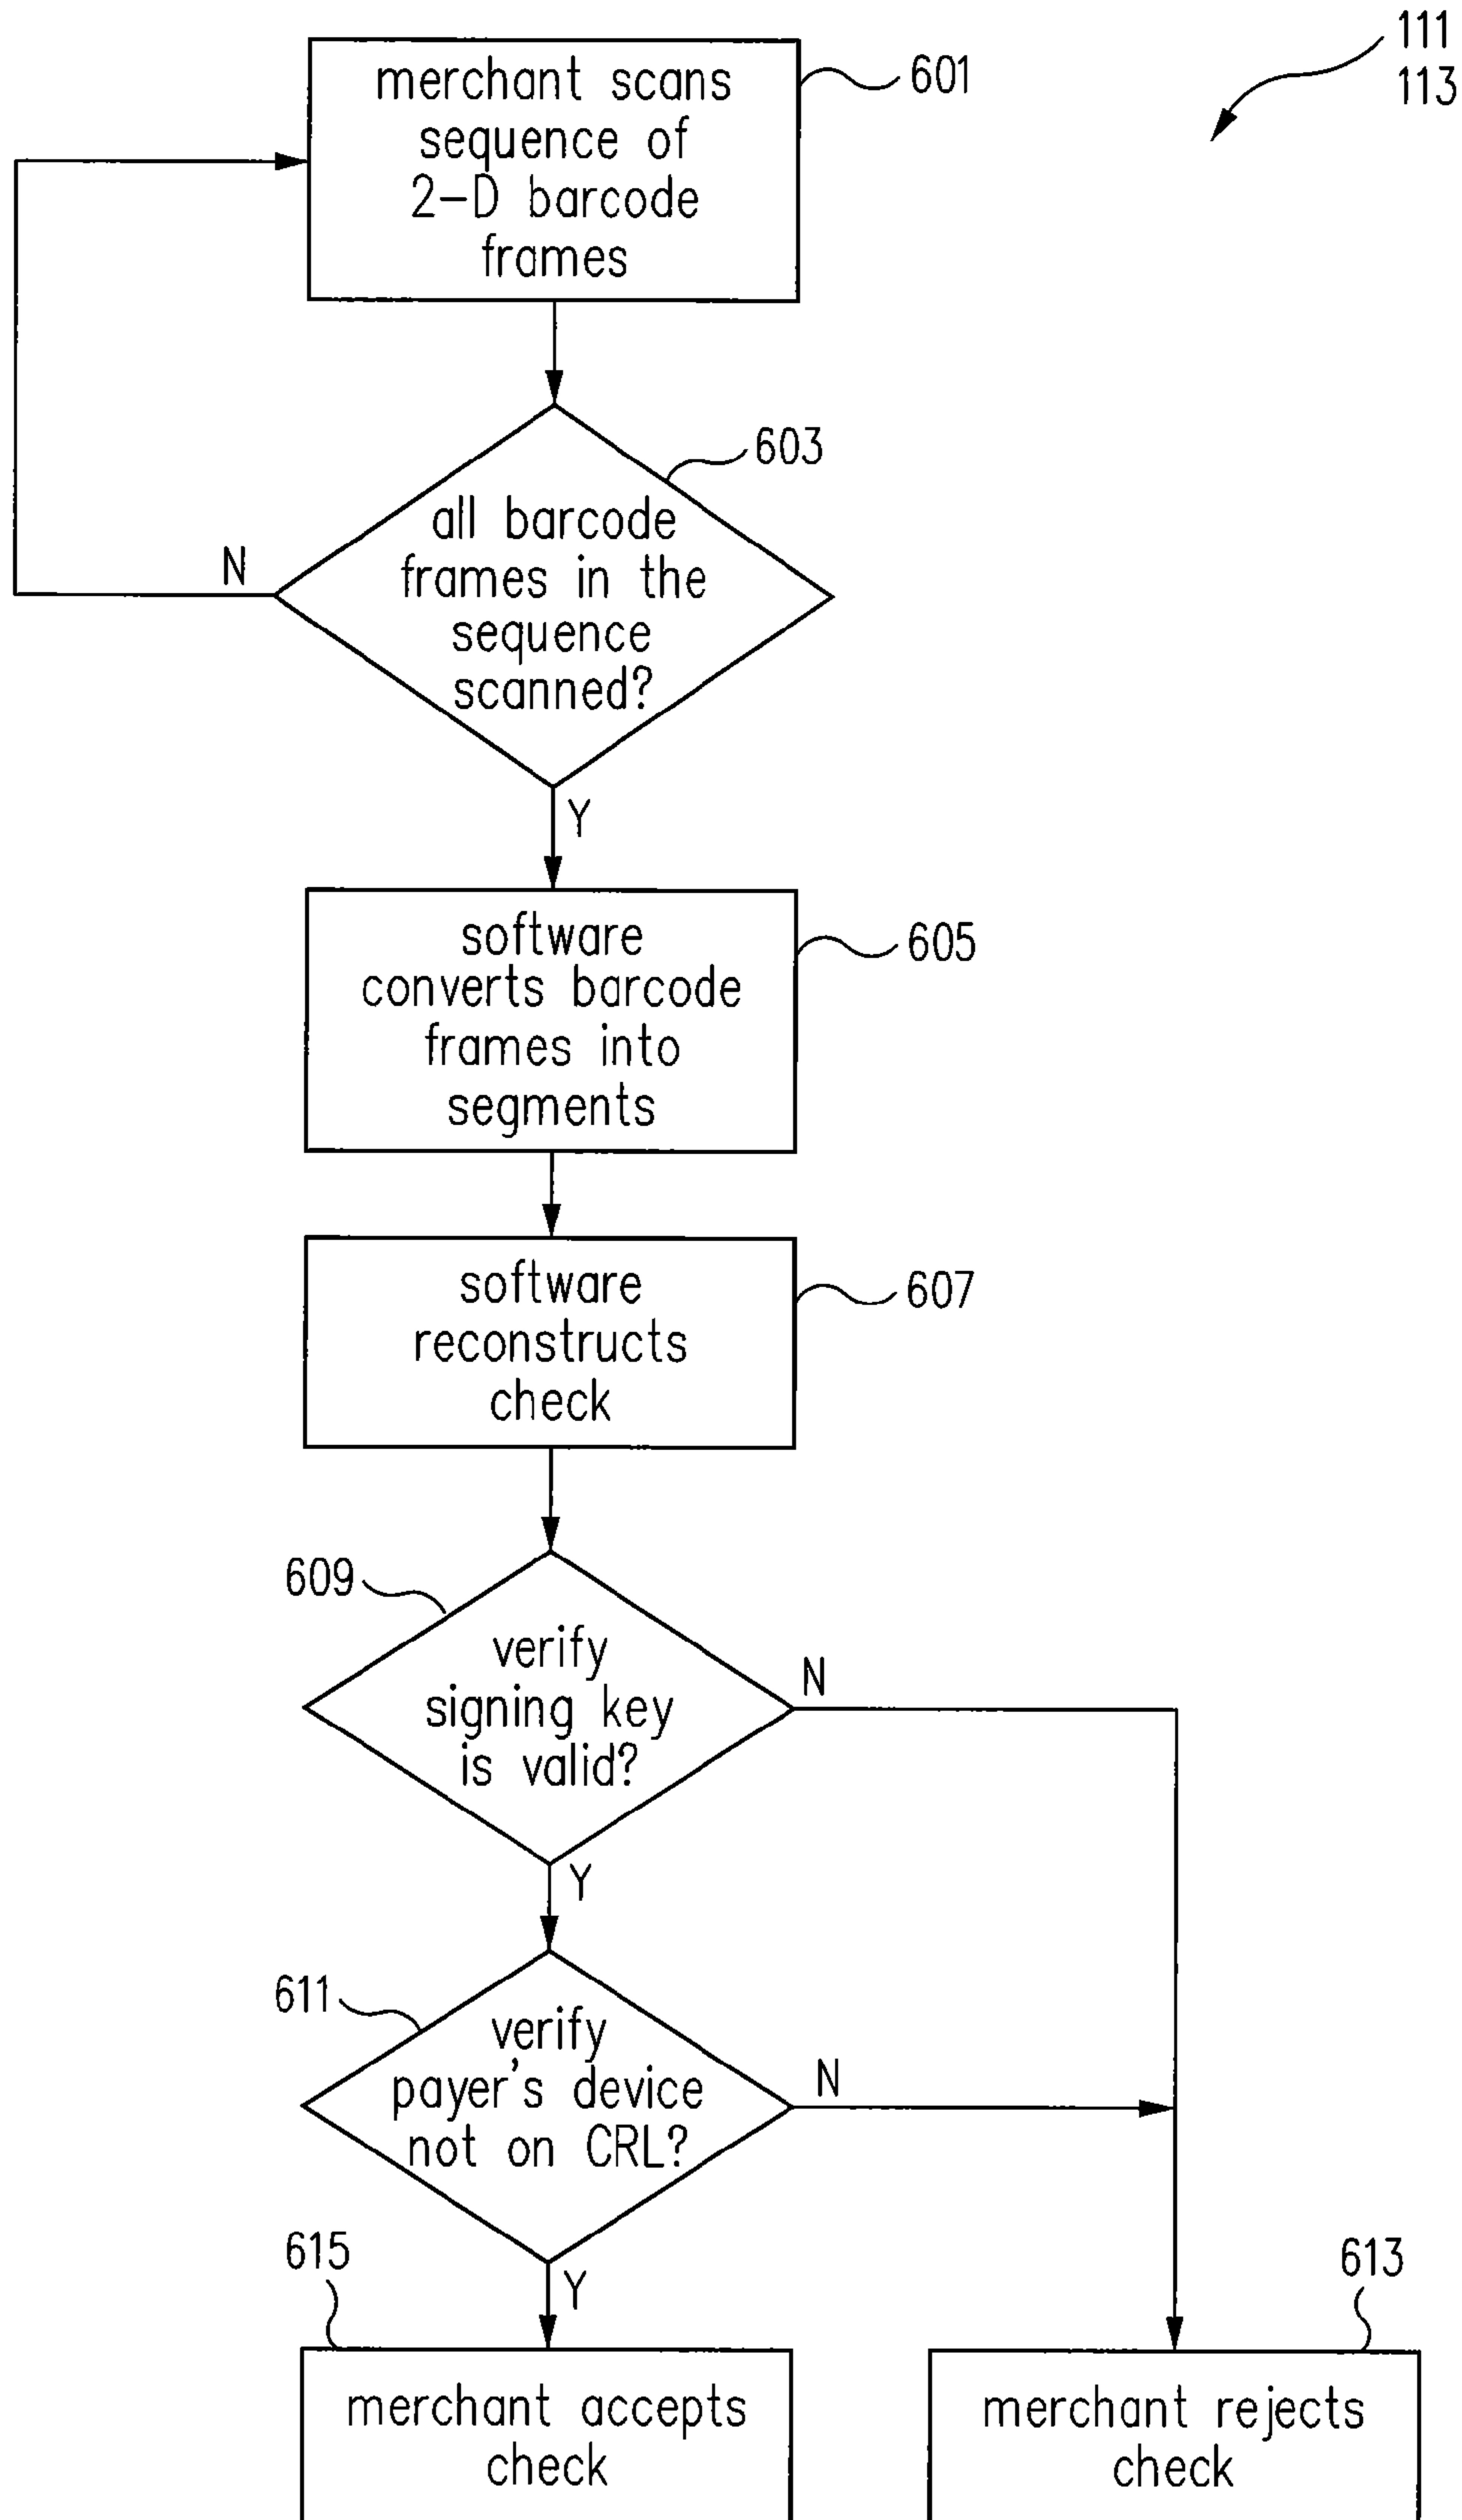 111
113
merchant scans
sequence of
2-D barcode
frames
601
603
all barcode
frames in the
sequence
scanned?
N
Y
software
converts barcode
frames into
segments
605
software
reconstructs
check
607
609
verify
signing key
is valid?
N
Y
611
verify
payer's device
not on CRL?
N
Y
615
613
merchant accepts
check
merchant rejects
check